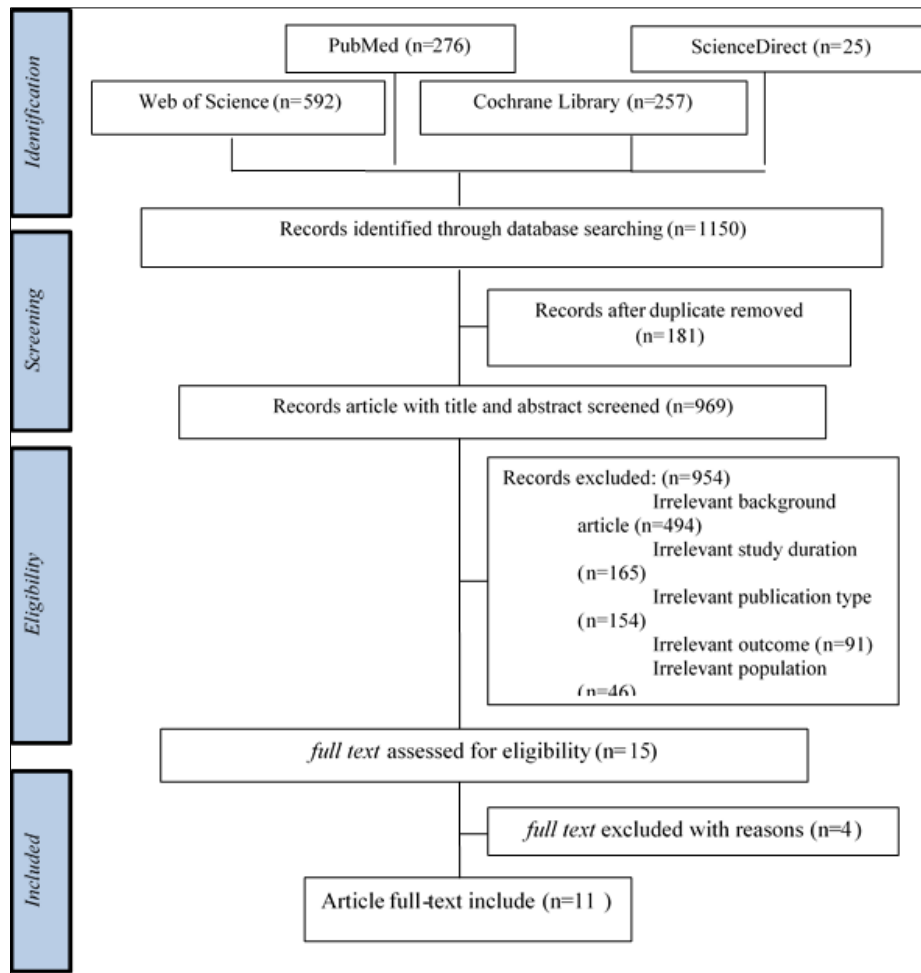 Identification
PubMed (n=276)
ScienceDirect (n=25)
Web of Science (n=592)
Cochrane Library (n=257)
Records identified through database searching (n=1150)
Screening
Records after duplicate removed
(n=181)
Records article with title and abstract screened (n=969)
Eligibility
Records excluded: (n=954)
Irrelevant background
article (n=494)
Irrelevant study duration
(n=165)
Irrelevant publication type
(n=154)
Irrelevant outcome (n=91)
Irrelevant population
(n=46)
full text assessed for eligibility (n=15)
Included
full text excluded with reasons (n=4)
Article full-text include (n=11 )